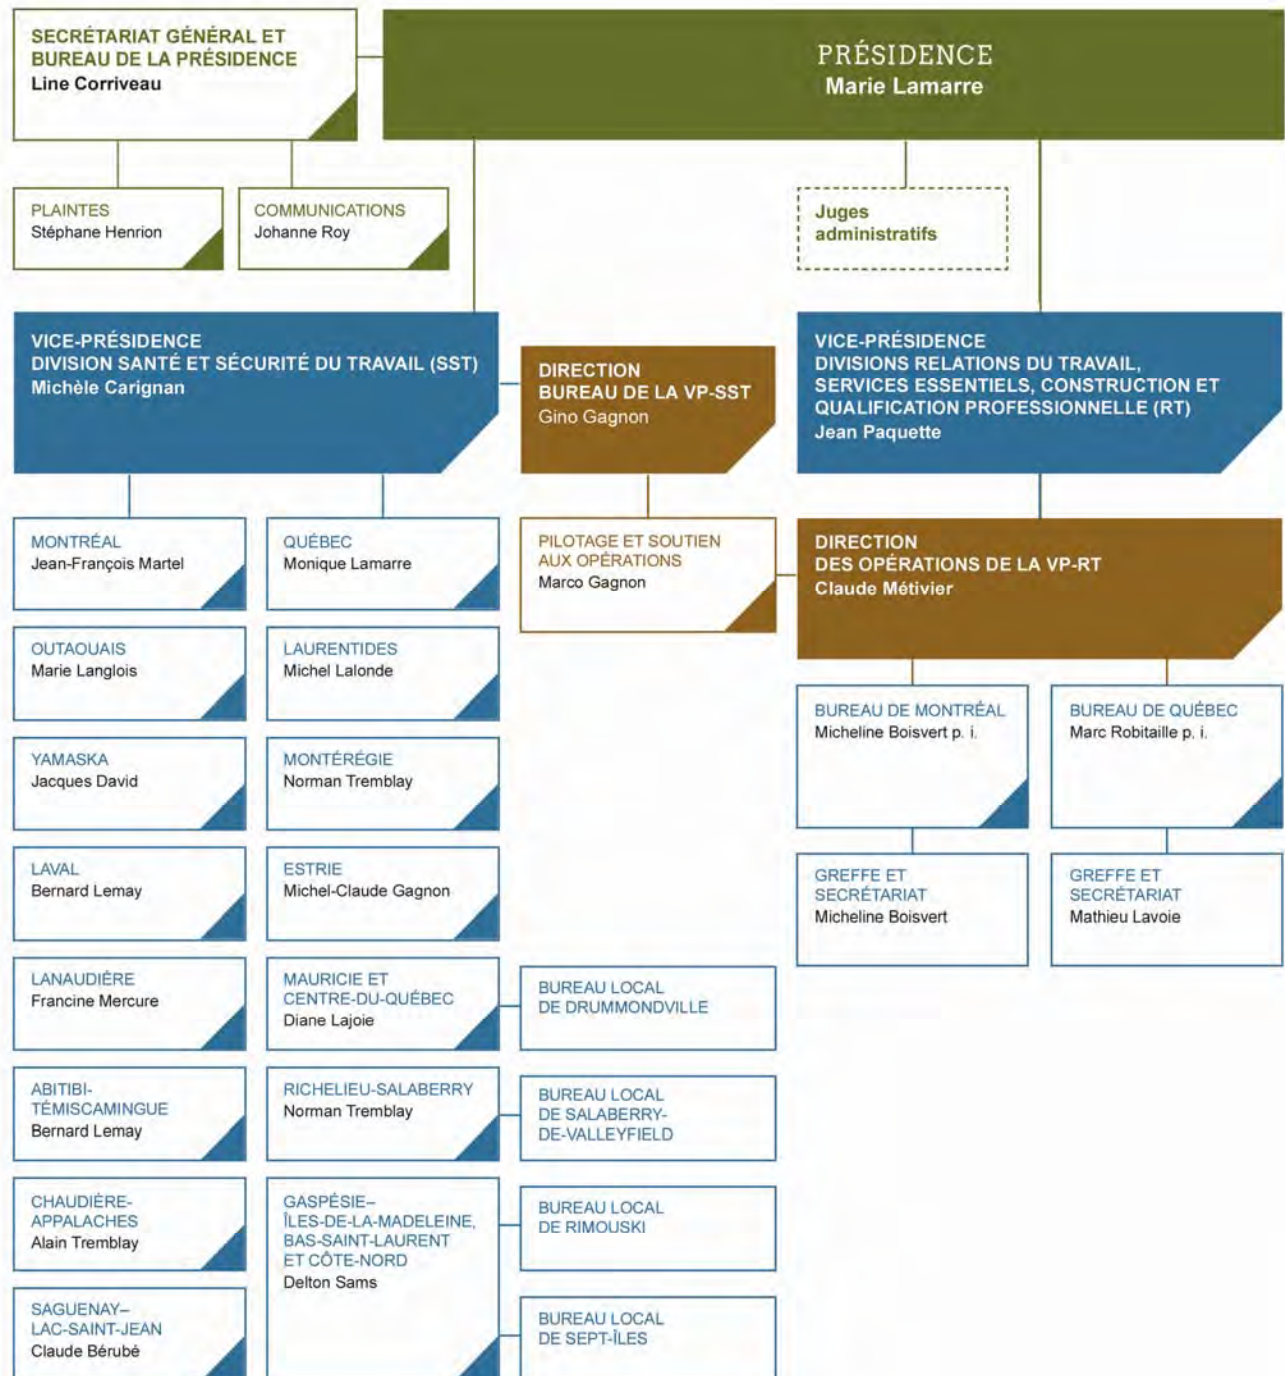 SECRÉTARIAT GÉNÉRAL ET
BUREAU DE LA PRÉSIDENCE
Line Corriveau
PRÉSIDENCE
Marie Lamarre
PLAINTES
Stéphane Henrion
COMMUNICATIONS
Johanne Roy
Juges
administratifs
VICE-PRÉSIDENCE
DIVISION SANTÉ ET SÉCURITÉ DU TRAVAIL (SST)
Michèle Carignan
DIRECTION
BUREAU DE LA VP-SST
Gino Gagnon
VICE-PRÉSIDENCE
DIVISIONS RELATIONS DU TRAVAIL,
SERVICES ESSENTIELS, CONSTRUCTION ET
QUALIFICATION PROFESSIONNELLE (RT)
Jean Paquette
MONTRÉAL
Jean-François Martel
QUÉBEC
Monique Lamarre
PILOTAGE ET SOUTIEN
AUX OPÉRATIONS
Marco Gagnon
DIRECTION
DES OPÉRATIONS DE LA VP-RT
Claude Métivier
OUTAOUAIS
Marie Langlois
LAURENTIDES
Michel Lalonde
BUREAU DE MONTRÉAL
Micheline Boisvert p. i.
BUREAU DE QUÉBEC
Marc Robitaille p. i.
YAMASKA
Jacques David
MONTÉRÉGIE
Norman Tremblay
LAVAL
Bernard Lemay
ESTRIE
Michel-Claude Gagnon
GREFFE ET
SECRÉTARIAT
Micheline Boisvert
GREFFE ET
SECRÉTARIAT
Mathieu Lavoie
LANAUDIÈRE
Francine Mercure
MAURICIE ET
CENTRE-DU-QUÉBEC
Diane Lajoie
BUREAU LOCAL
DE DRUMMONDVILLE
ABITIBI-
TÉMISCAMINGUE
Bernard Lemay
RICHELIEU-SALABERRY
Norman Tremblay
BUREAU LOCAL
DE SALABERRY-
DE-VALLEYFIELD
CHAUDIÈRE-
APPALACHES
Alain Tremblay
GASPÉSIE–
ÎLES-DE-LA-MADELEINE,
BAS-SAINT-LAURENT
ET CÔTE-NORD
Delton Sams
BUREAU LOCAL
DE RIMOUSKI
SAGUENAY–
LAC-SAINT-JEAN
Claude Bérubé
BUREAU LOCAL
DE SEPT-ÎLES